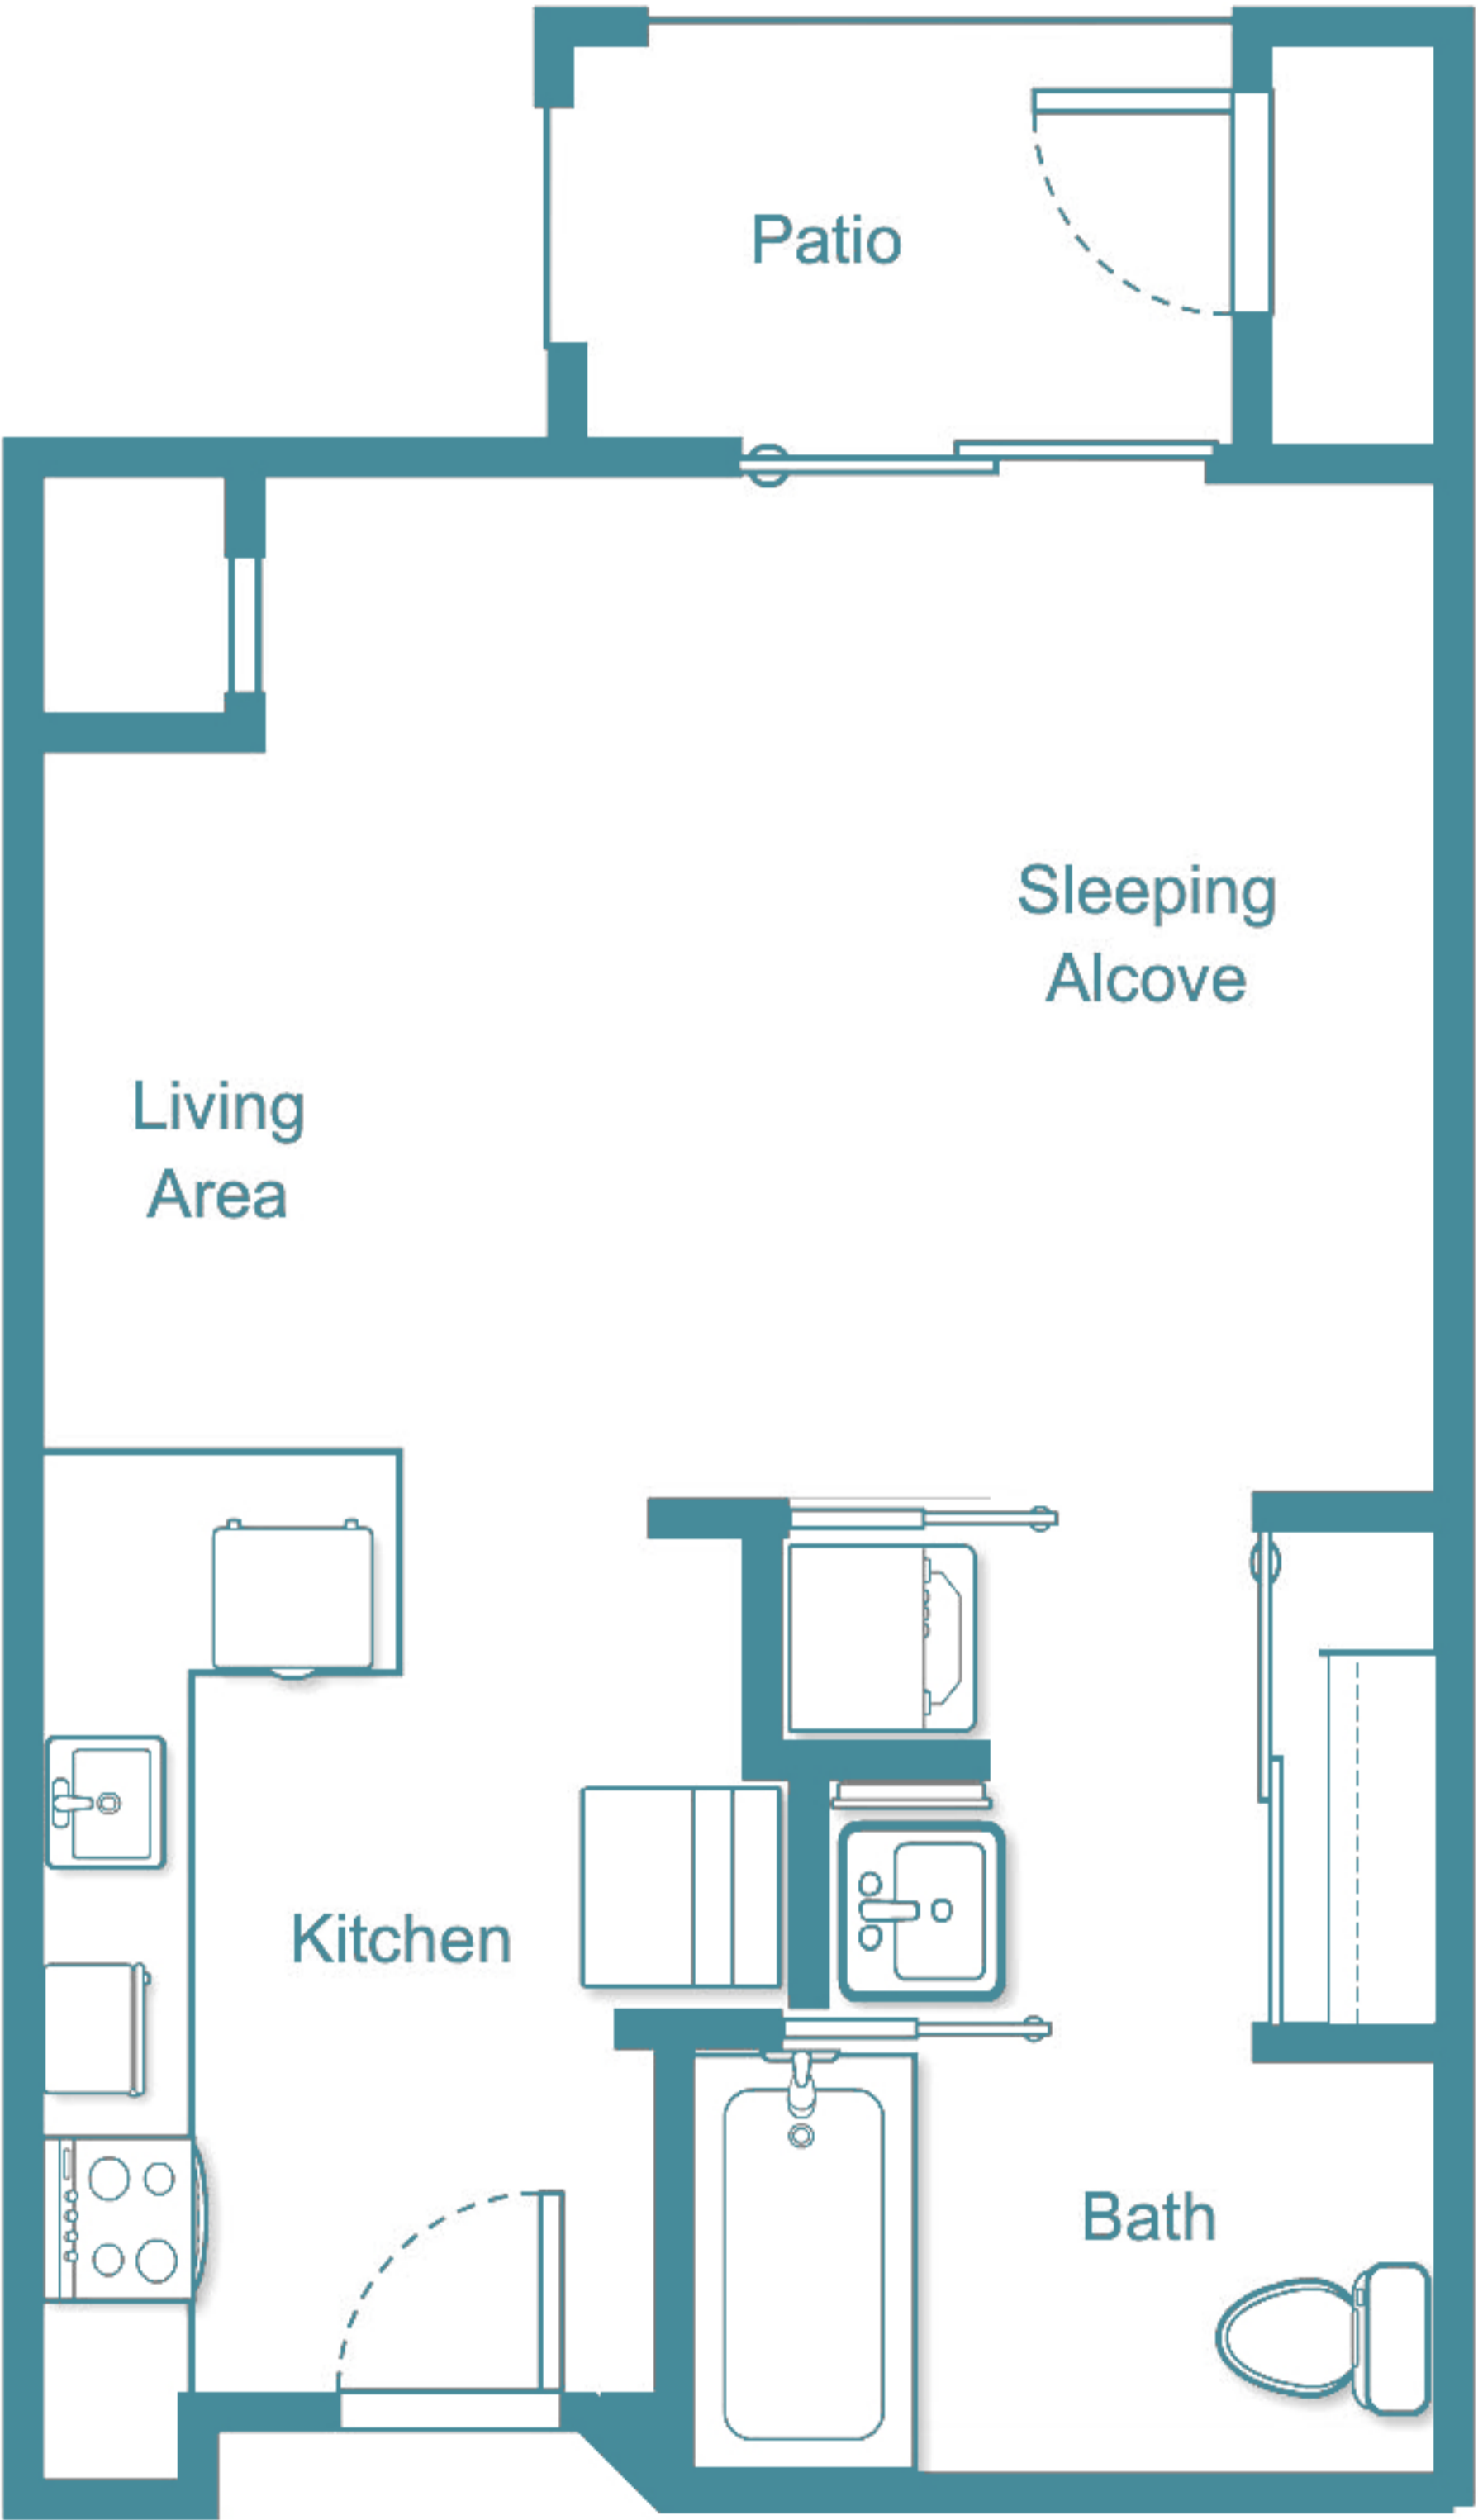 Patio
Sleeping
Alcove
Living
Area
Kitchen
Bath